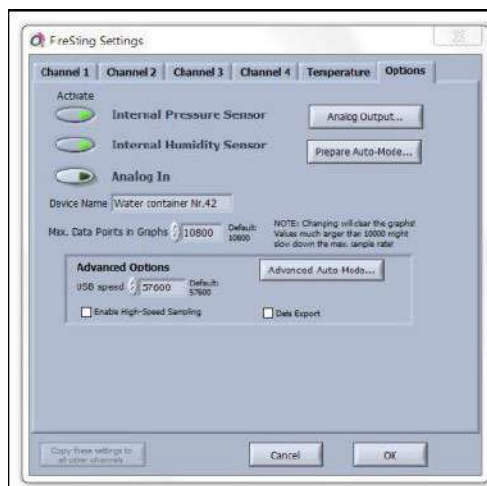 FireSting Settings
Channel 1 Channel 2 Channel 3 Channel 4 Temperature Options
Activate
Internal Pressure Sensor
Analog Output...
Internal Humidity Sensor
Prepare Auto-Mode...
Analog In
Device Name Water container Nr.42
Max. Data Points in Graphs 10800 Default:
10800
NOTE: Changing will clear the graphs!
Values much larger than 10000 might
slow down the max. sample rate!
Advanced Options
Advanced Auto Mode...
USB speed 57600 Default:
57600
Enable High-Speed Sampling Data Export
Copy these settings to
all other channels
Cancel OK